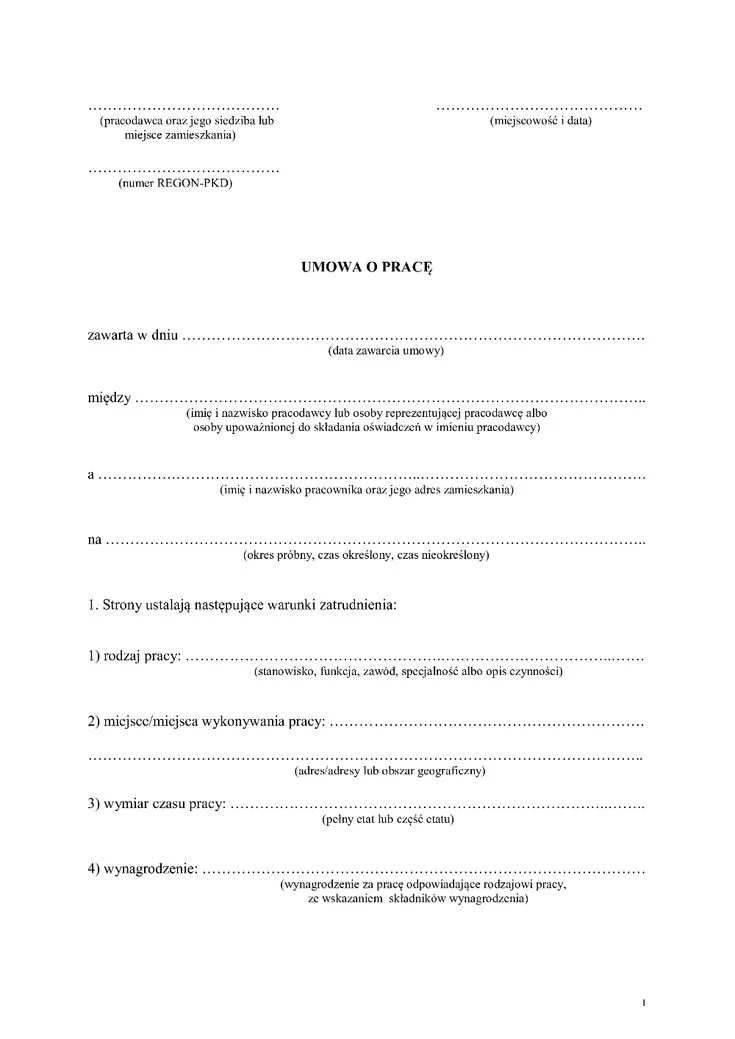 ………………………………… ……………………………………
(pracodawca oraz jego siedziba lub (miejscowość i data)
miejsce zamieszkania)
…………………………………
(numer REGON-PKD)
UMOWA O PRACĘ
zawarta w dniu ………………………………………………………………………………….
(data zawarcia umowy)
między …………………………………………………………………………………………..
(imię i nazwisko pracodawcy lub osoby reprezentującej pracodawcę albo
osoby upoważnionej do składania oświadczeń w imieniu pracodawcy)
a …………….…………………………………………..……………………………………….
(imię i nazwisko pracownika oraz jego adres zamieszkania)
na ………………………………………………………………………………………………..
(okres próbny, czas określony, czas nieokreślony)
1. Strony ustalają następujące warunki zatrudnienia:
1) rodzaj pracy: …………………………………………….……………………………..…….
(stanowisko, funkcja, zawód, specjalność albo opis czynności)
2) miejsce/miejsca wykonywania pracy: ……………………………………………………….
…………………………………………………………………………………………………..
(adres/adresy lub obszar geograficzny)
3) wymiar czasu pracy: …………………………………………………………………..……..
(pełny etat lub część etatu)
4) wynagrodzenie: ………………………………………………………………………………
(wynagrodzenie za pracę odpowiadające rodzajowi pracy,
ze wskazaniem składników wynagrodzenia)
1